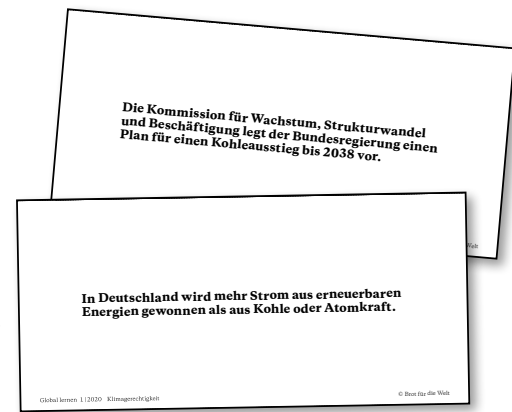 Die Kommission für Wachstum, Strukturwandel
und Beschäftigung legt der Bundesregierung einen
Plan für einen Kohleausstieg bis 2038 vor.
Welt
In Deutschland wird mehr Strom aus erneuerbaren
Energien gewonnen als aus Kohle oder Atomkraft.
Global lernen 1 | 2020 Klimagerechtigkeit
© Brot für die Welt